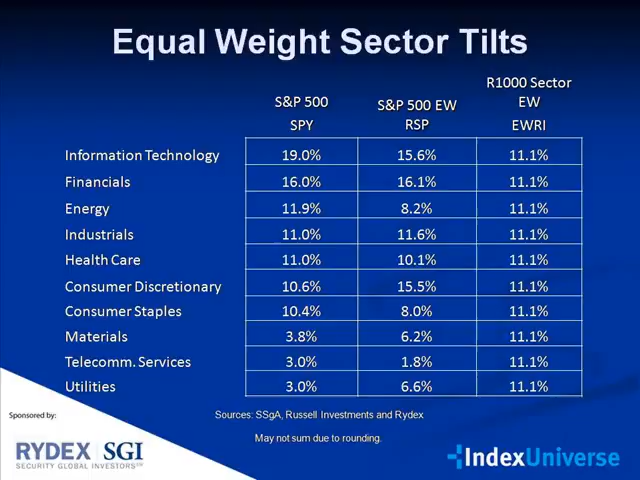 Equal Weight Sector Tilts
R1000 Sector
S&P 500 S&P 500 EW EW
SPY RSP EWRI
Information Technology 19.0% 15.6% 11.1%
Financials 16.0% 16.1% 11.1%
Energy 11.9% 8.2% 11.1%
Industrials 11.0% 11.6% 11.1%
Health Care 11.0% 10.1% 11.1%
Consumer Discretionary 10.6% 15.5% 11.1%
Consumer Staples 10.4% 8.0% 11.1%
Materials 3.8% 6.2% 11.1%
Telecomm. Services 3.0% 1.8% 11.1%
Utilities 3.0% 6.6% 11.1%
Sponsored by:
Sources: SSgA, Russell Investments and Rydex
May not sum due to rounding.
RYDEX SGI
SECURITY GLOBAL INVESTORS℠
IndexUniverse